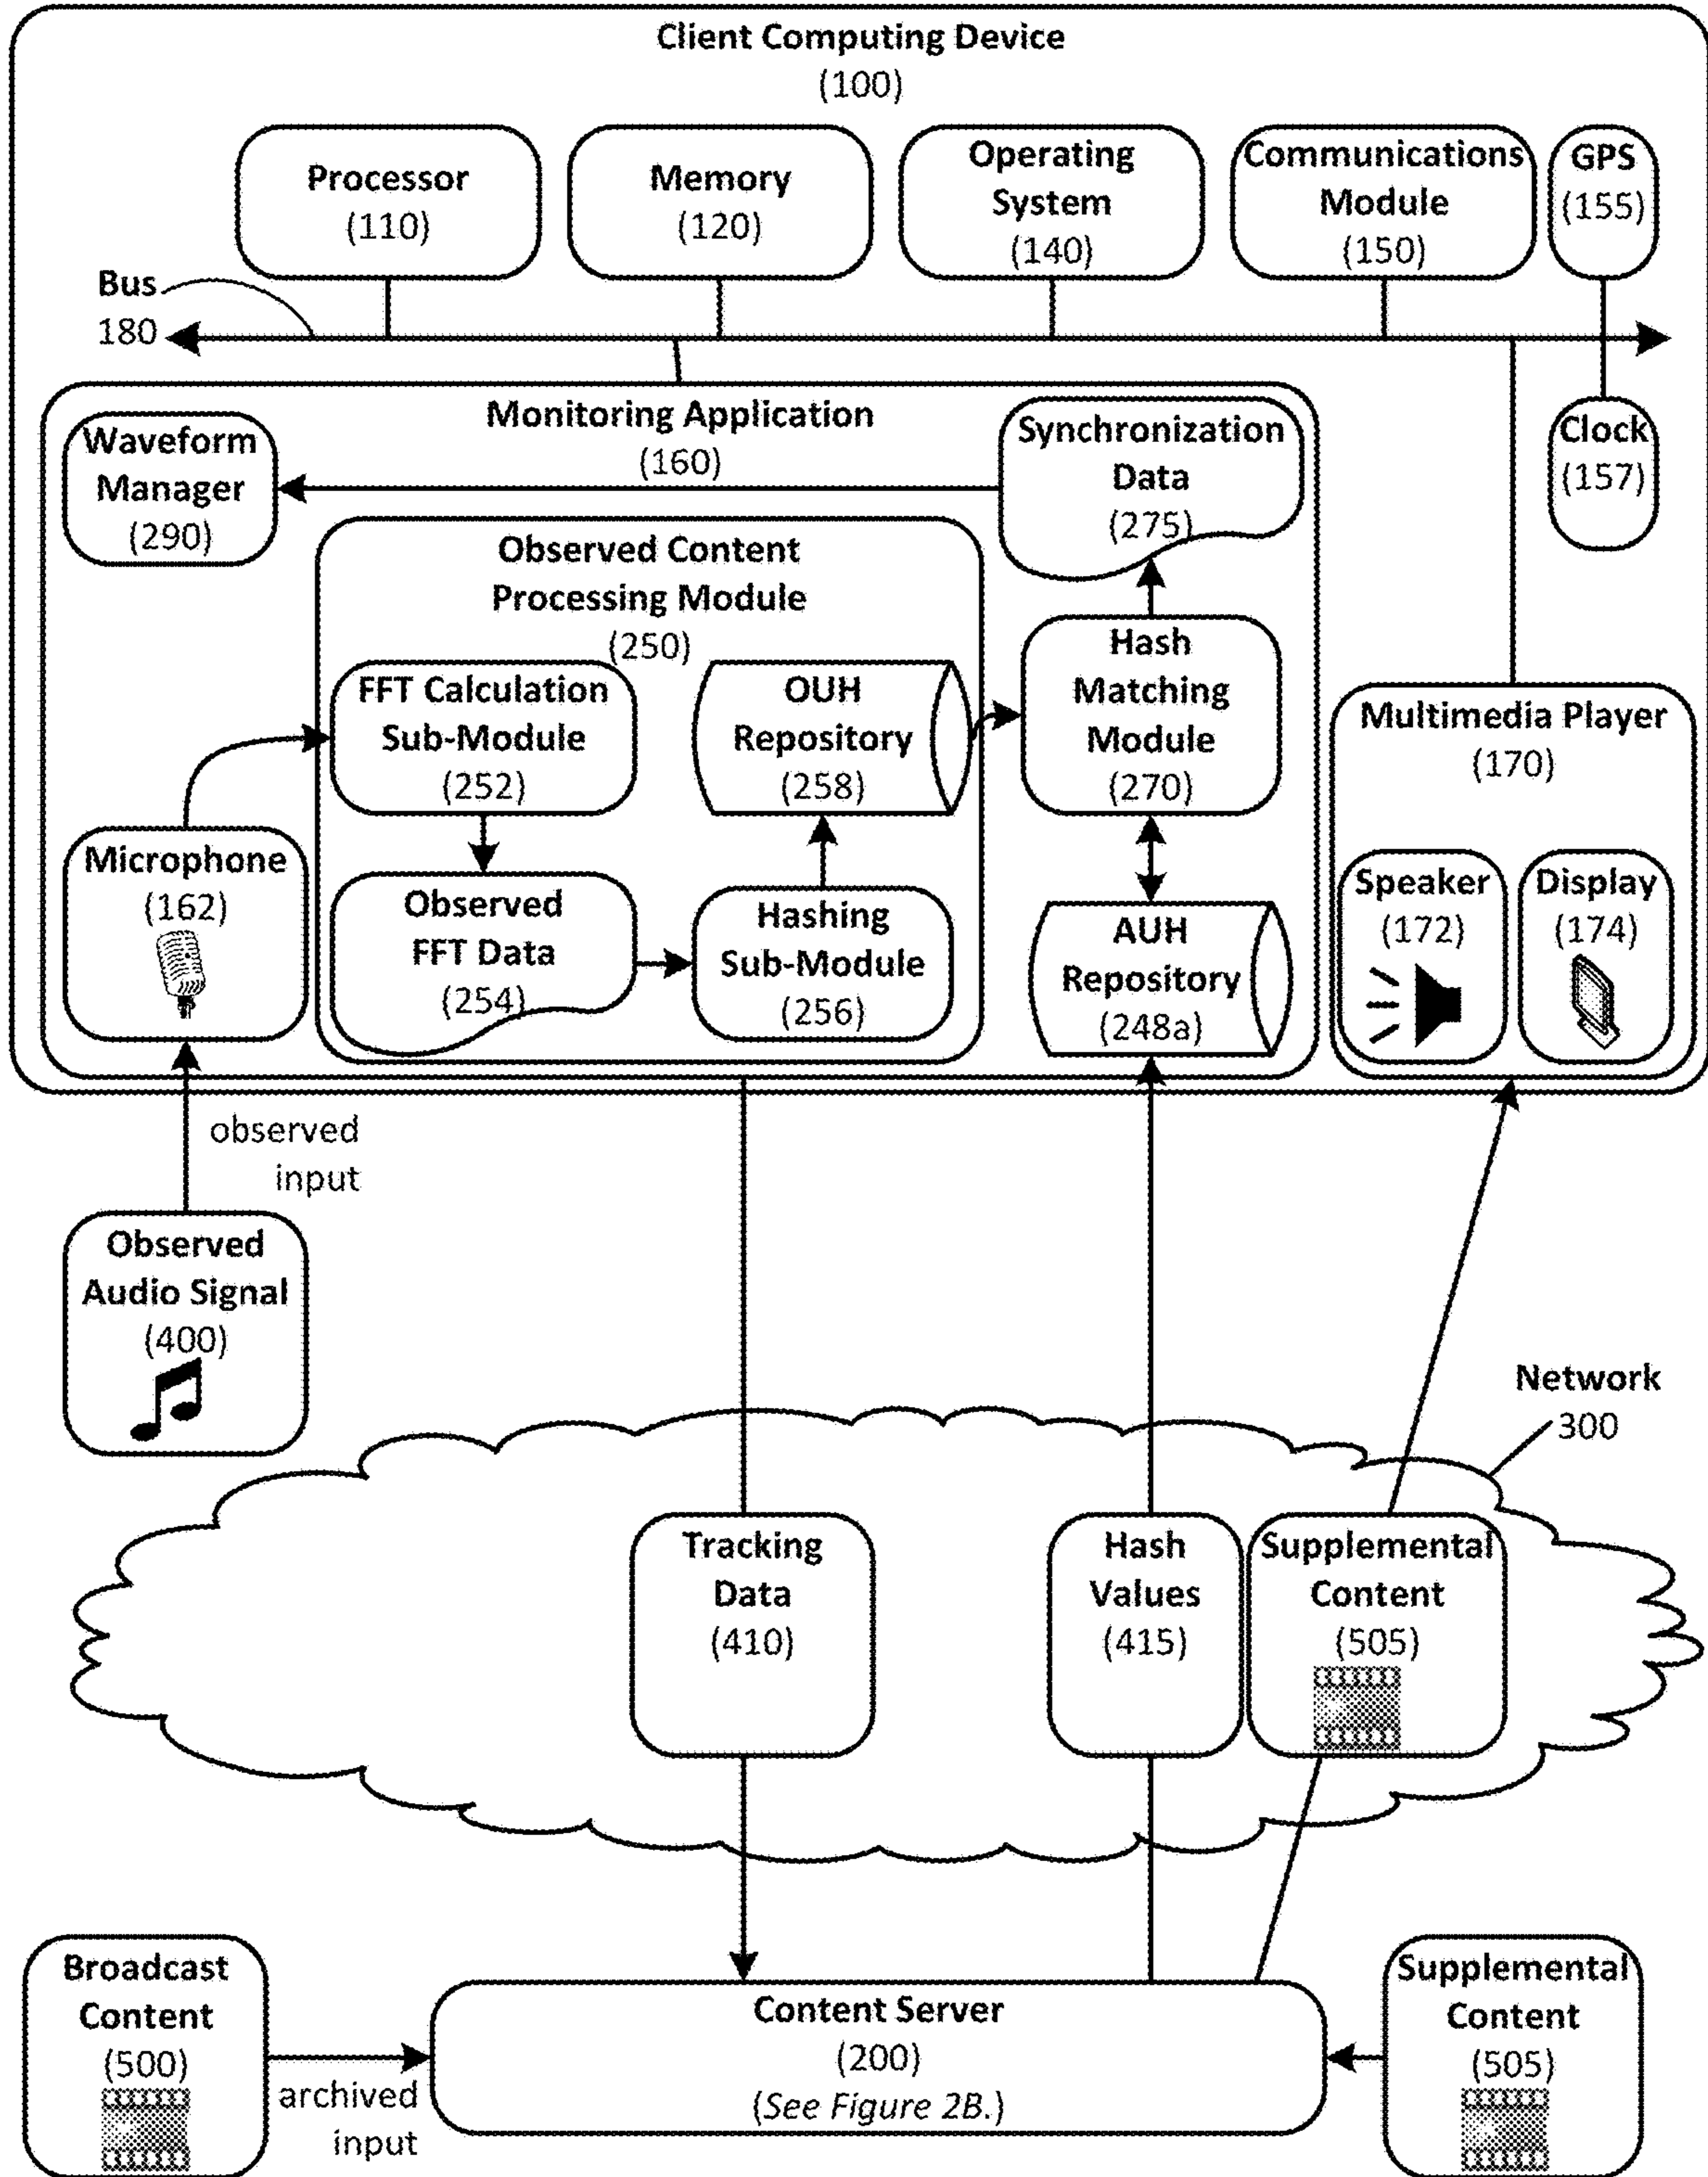 Client Computing Device
(100)
Processor
(110)
Memory
(120)
Operating
System
(140)
Communications
Module
(150)
GPS
(155)
Bus
180
Monitoring Application
(160)
Waveform
Manager
(290)
Synchronization
Data
(275)
Clock
(157)
Observed Content
Processing Module
(250)
FFT Calculation
Sub-Module
(252)
OUH
Repository
(258)
Hash
Matching
Module
(270)
Multimedia Player
(170)
Microphone
(162)
Observed
FFT Data
(254)
Hashing
Sub-Module
(256)
AUH
Repository
(248a)
Speaker
(172)
Display
(174)
observed
input
Observed
Audio Signal
(400)
Network
300
Tracking
Data
(410)
Hash
Values
(415)
Supplemental
Content
(505)
Broadcast
Content
(500)
archived
input
Content Server
(200)
(See Figure 2B.)
Supplemental
Content
(505)